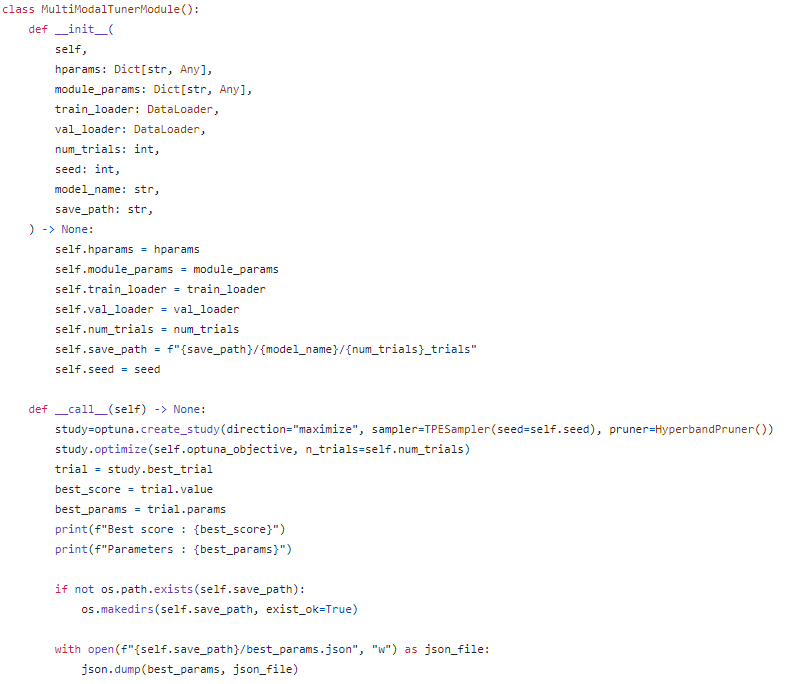 class MultiModalTunerModule():
    def __init__(
        self,
        hparams: Dict[str, Any],
        module_params: Dict[str, Any],
        train_loader: DataLoader,
        val_loader: DataLoader,
        num_trials: int,
        seed: int,
        model_name: str,
        save_path: str,
    ) -> None:
        self.hparams = hparams
        self.module_params = module_params
        self.train_loader = train_loader
        self.val_loader = val_loader
        self.num_trials = num_trials
        self.save_path = f"{save_path}/{model_name}/{num_trials}_trials"
        self.seed = seed

    def __call__(self) -> None:
        study=optuna.create_study(direction="maximize", sampler=TPESampler(seed=self.seed), pruner=HyperbandPruner())
        study.optimize(self.optuna_objective, n_trials=self.num_trials)
        trial = study.best_trial
        best_score = trial.value
        best_params = trial.params
        print(f"Best score : {best_score}")
        print(f"Parameters : {best_params}")

        if not os.path.exists(self.save_path):
            os.makedirs(self.save_path, exist_ok=True)

        with open(f"{self.save_path}/best_params.json", "w") as json_file:
            json.dump(best_params, json_file)